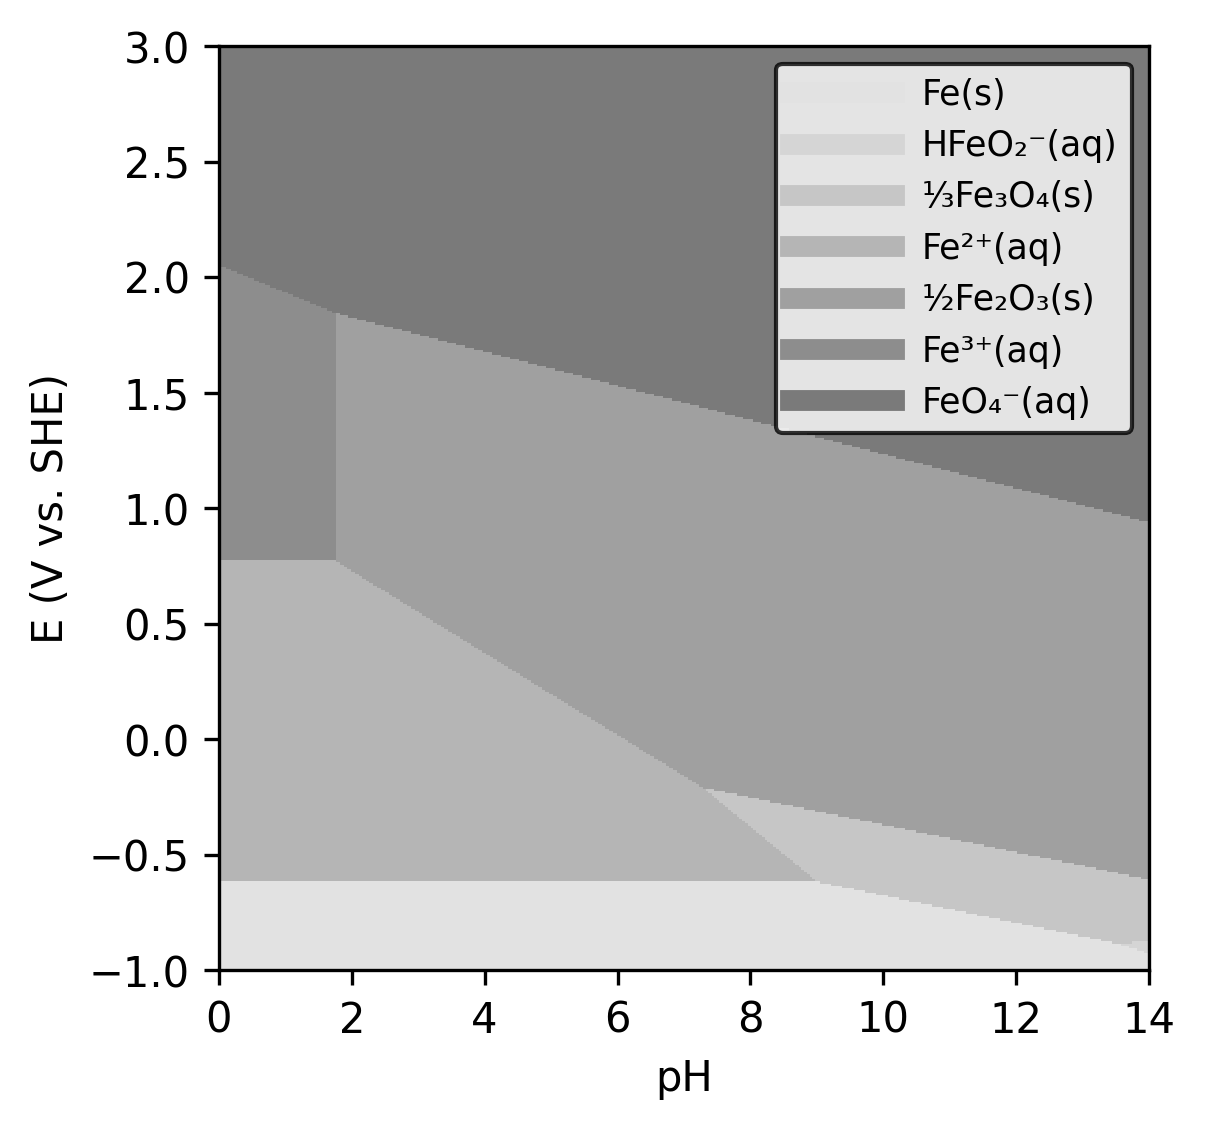 3.0
2.5
2.0
1.5
1.0
0.5
0.0
−0.5
−1.0
E (V vs. SHE)
Fe(s)
HFeO₂⁻(aq)
⅓Fe₃O₄(s)
Fe²⁺(aq)
½Fe₂O₃(s)
Fe³⁺(aq)
FeO₄⁻(aq)
0 2 4 6 8 10 12 14
pH